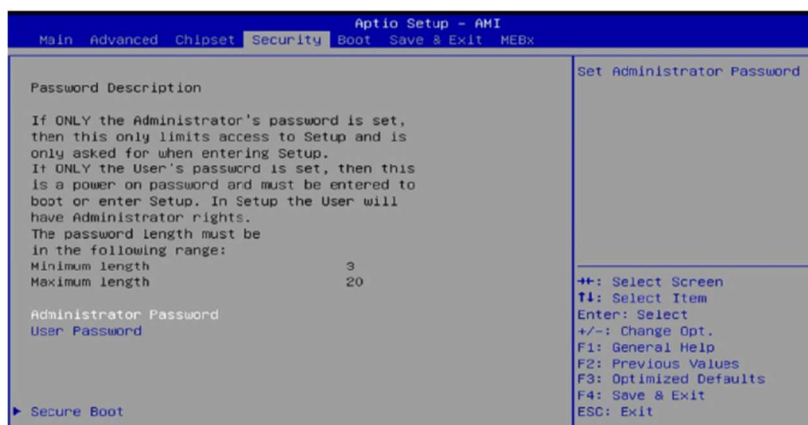 Aptio Setup – AMI
Main Advanced Chipset Security Boot Save & Exit MEBx
Password Description
If ONLY the Administrator's password is set,
then this only limits access to Setup and is
only asked for when entering Setup.
If ONLY the User's password is set, then this
is a power on password and must be entered to
boot or enter Setup. In Setup the User will
have Administrator rights.
The password length must be
in the following range:
Minimum length 3
Maximum length 20
Administrator Password
User Password
► Secure Boot
Set Administrator Password
→←: Select Screen
↑↓: Select Item
Enter: Select
+/-: Change Opt.
F1: General Help
F2: Previous Values
F3: Optimized Defaults
F4: Save & Exit
ESC: Exit